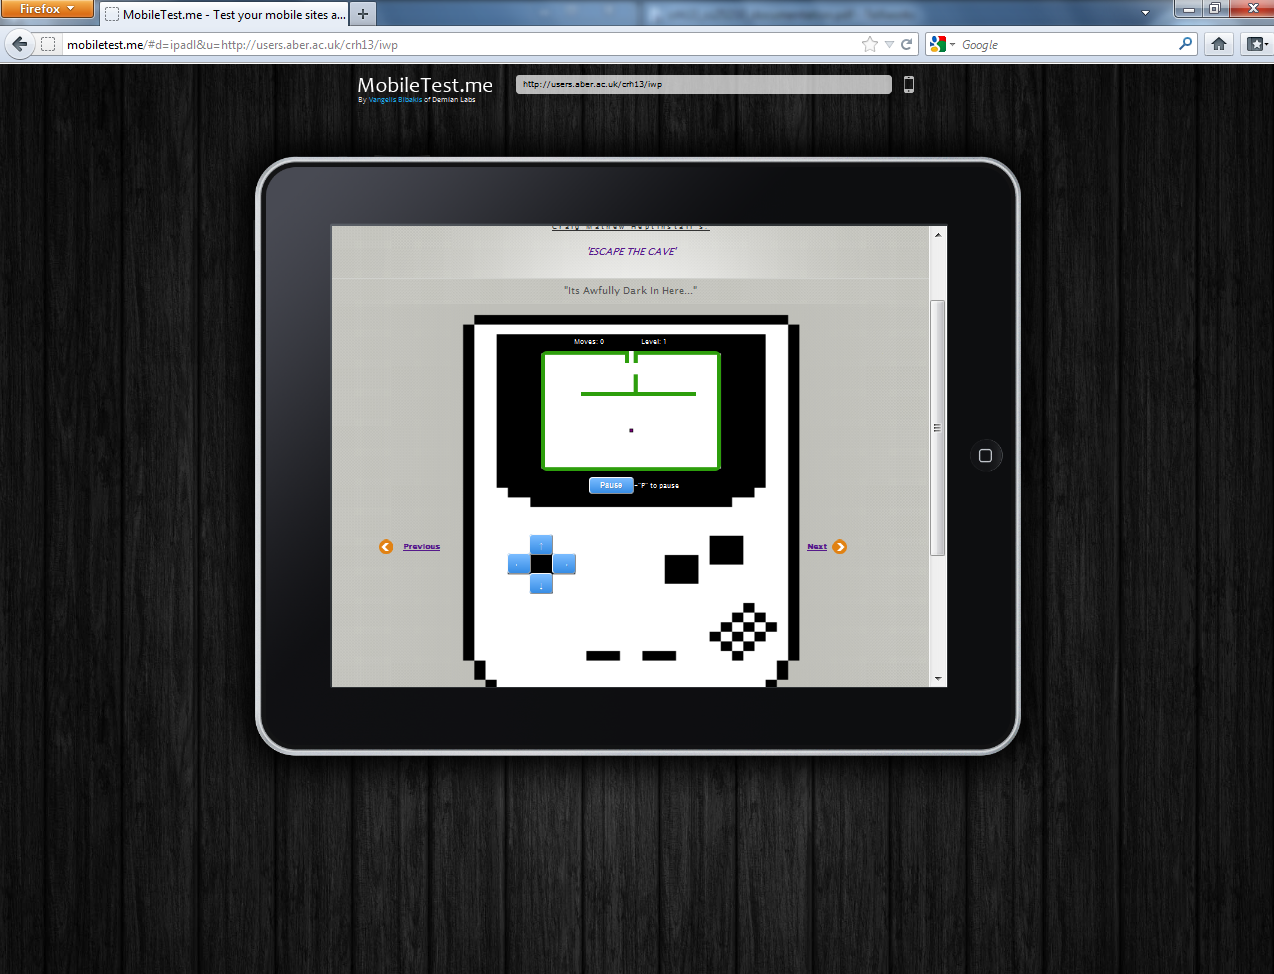 Firefox
MobileTest.me - Test your mobile sites a...
mobiletest.me/#d=ipadl&u=http://users.aber.ac.uk/crh13/iwp
Google
MobileTest.me
By Vangelis Bibakis of Demian Labs
http://users.aber.ac.uk/crh13/iwp
'ESCAPE THE CAVE'
"Its Awfully Dark In Here..."
Moves: 0 Level: 1
Pause -"P" to pause
Previous
Next